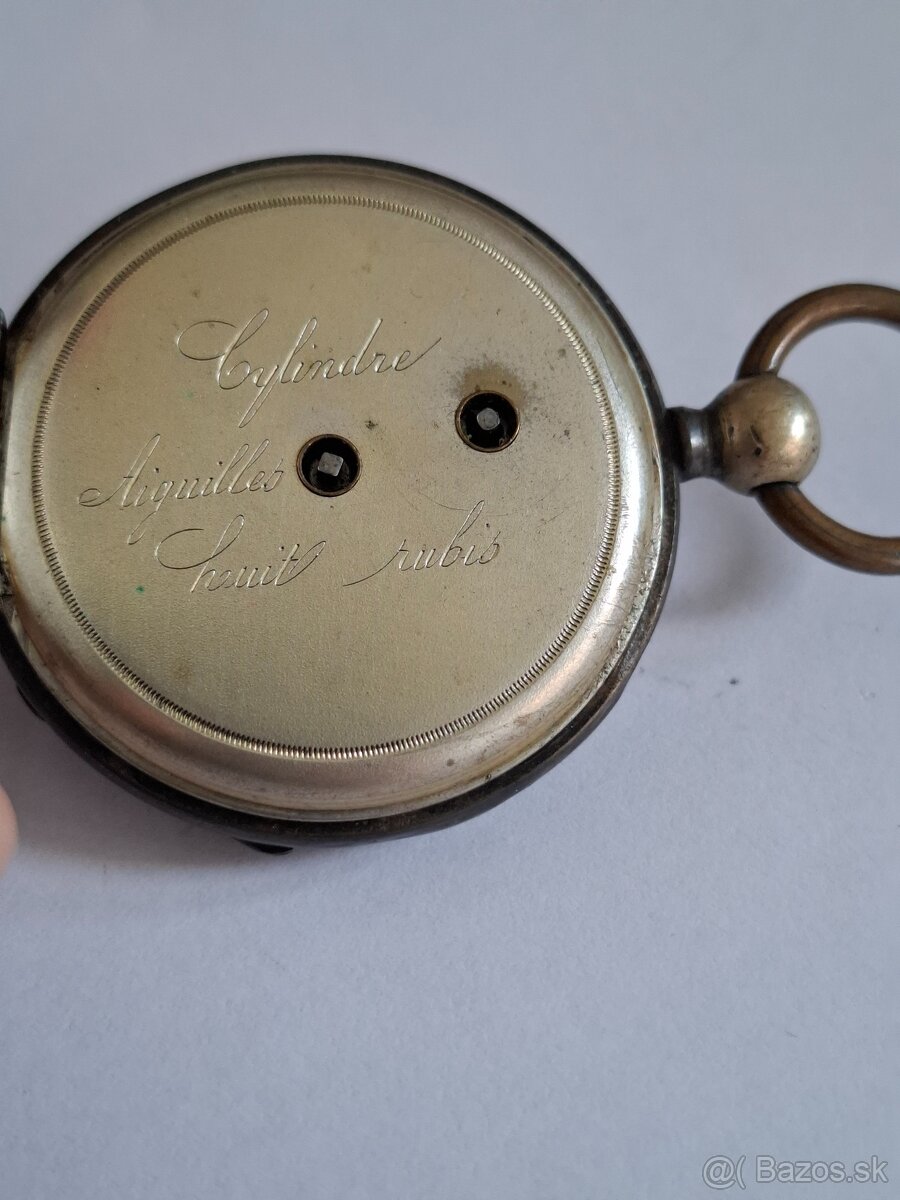 Cylindre
Aiguilles
huit rubis
@( Bazos.sk